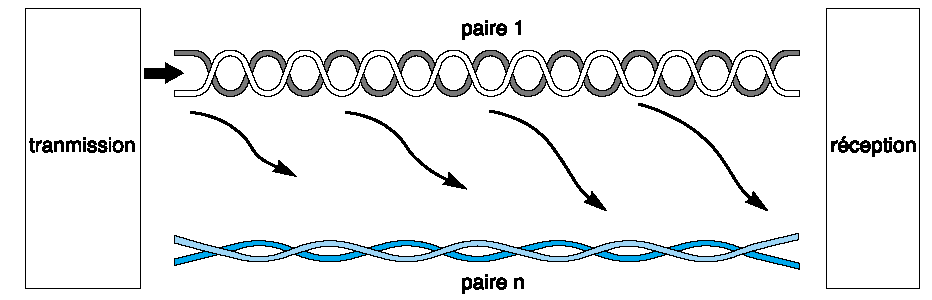 paire 1
tranmission
réception
paire n